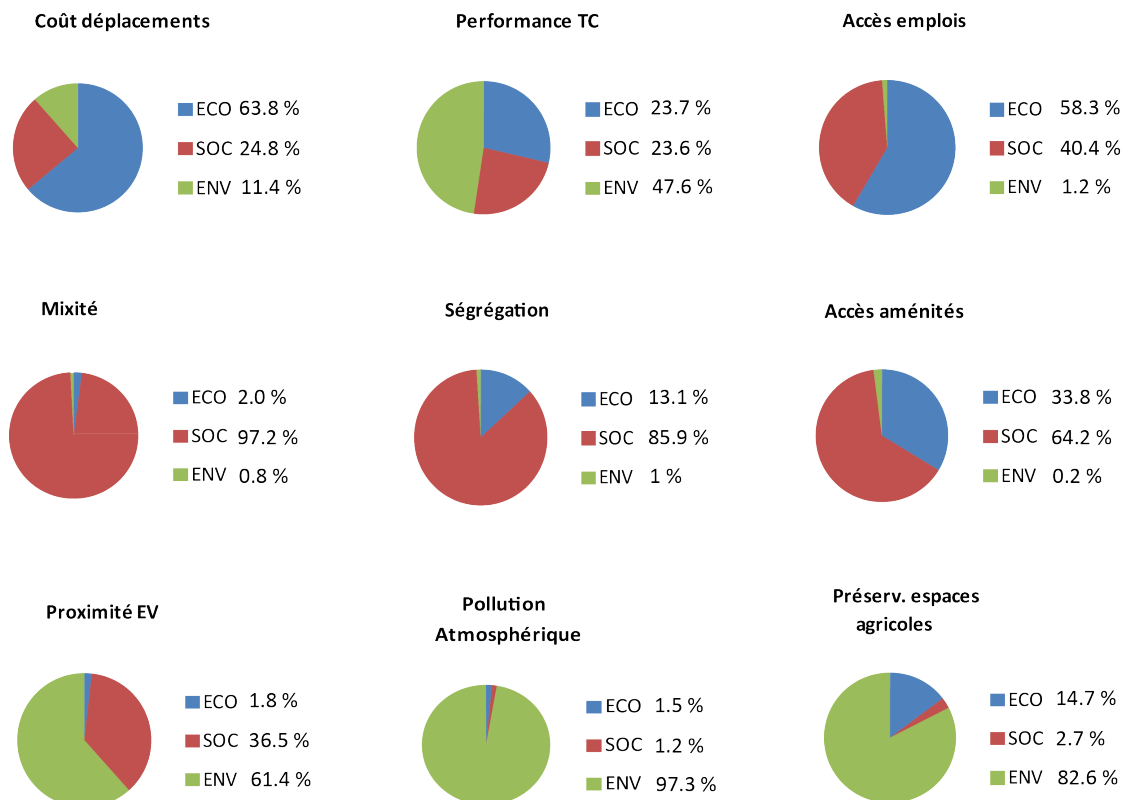 Coût déplacements
ECO 63.8 %
SOC 24.8 %
ENV 11.4 %
Performance TC
ECO 23.7 %
SOC 23.6 %
ENV 47.6 %
Accès emplois
ECO 58.3 %
SOC 40.4 %
ENV 1.2 %
Mixité
ECO 2.0 %
SOC 97.2 %
ENV 0.8 %
Ségrégation
ECO 13.1 %
SOC 85.9 %
ENV 1 %
Accès aménités
ECO 33.8 %
SOC 64.2 %
ENV 0.2 %
Proximité EV
ECO 1.8 %
SOC 36.5 %
ENV 61.4 %
Pollution
Atmosphérique
ECO 1.5 %
SOC 1.2 %
ENV 97.3 %
Préserv. espaces
agricoles
ECO 14.7 %
SOC 2.7 %
ENV 82.6 %